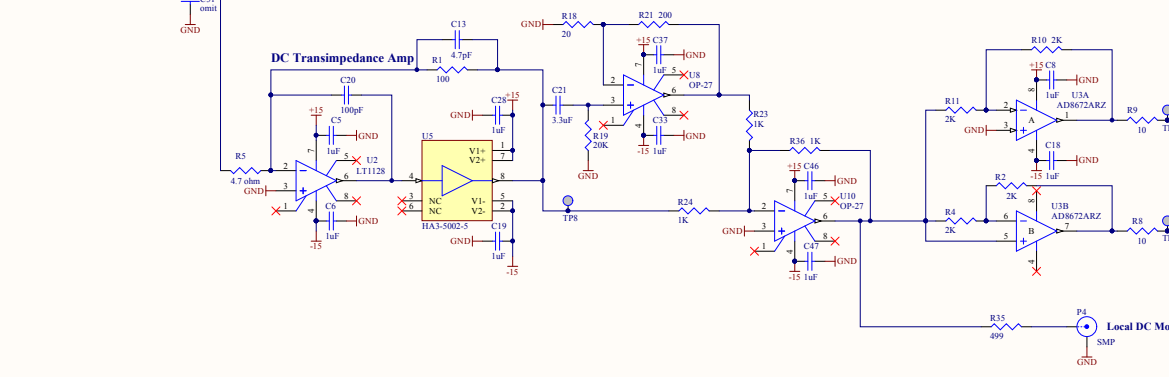 omit
GND
DC Transimpedance Amp
C13
4.7pF
R1
100
C20
100pF
+15
C5
GND
1uF
7
R5
4.7 ohm
2
3
GND
1
5
U2
LT1128
6
8
4
C6
GND
1uF
-15
U5
4
3
6
NC
NC
V1+
V2+
V1-
V2-
1
7
8
5
2
HA3-5002-5
+15
C28
GND
1uF
C19
GND
1uF
-15
GND
R18
20
R21 200
+15 C37
GND
7
1uF
C21
3.3uF
2
3
1
5
U8
OP-27
6
8
4
C33
GND
-15 1uF
R19
20K
GND
R23
1K
TP8
R24
1K
R36 1K
+15 C46
GND
7
1uF
2
3
GND
1
5
U10
OP-27
6
8
4
C47
GND
-15 1uF
R10 2K
+15 C8
GND
8
1uF
R11
2K
2
3
GND
A
1
U3A
AD8672ARZ
R9
10
4
C18
GND
-15 1uF
R2
2K
8
R4
2K
6
5
B
7
U3B
AD8672ARZ
R8
10
4
R35
499
P4
SMP
Local DC Mo
GND